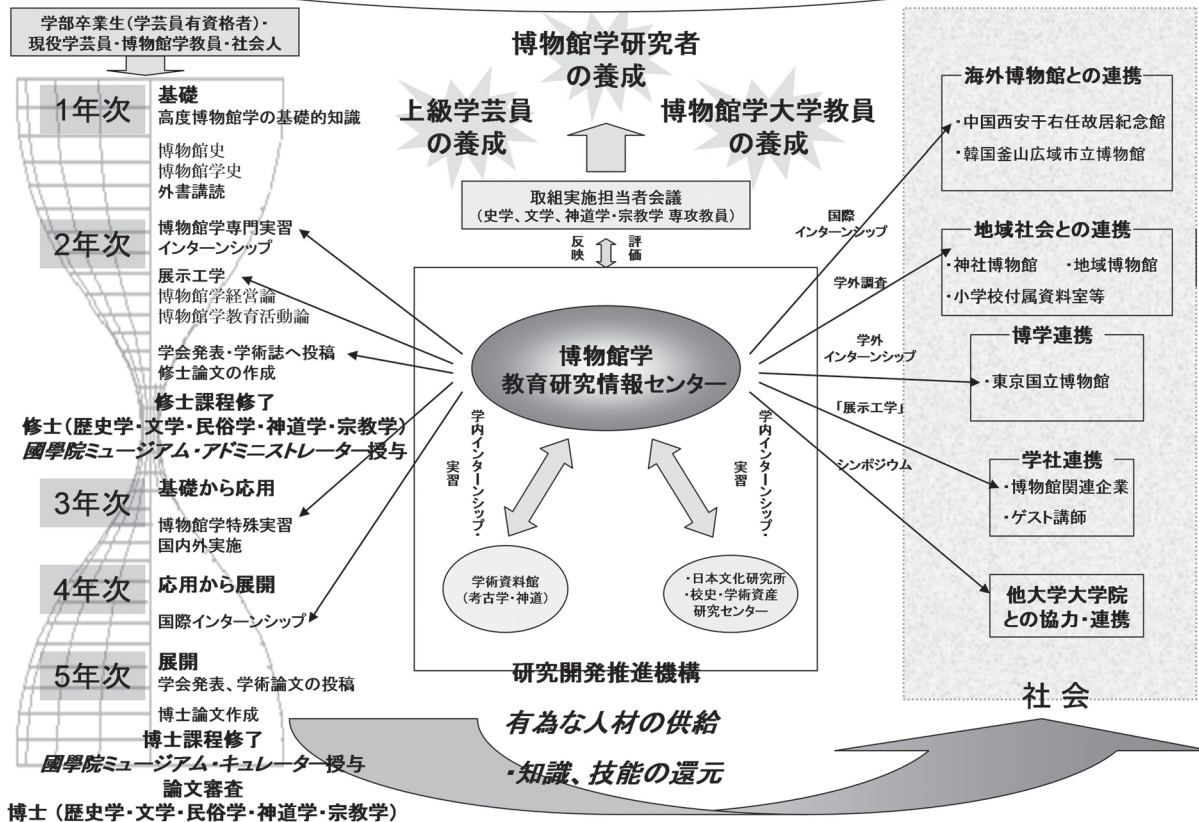 学部卒業生(学芸員有資格者)・
現役学芸員・博物館学教員・社会人
1年次
基礎
高度博物館学の基礎的知識
博物館史
博物館学史
外書講読
2年次
博物館学専門実習
インターンシップ
展示工学
博物館学経営論
博物館学教育活動論
学会発表・学術誌へ投稿
修士論文の作成
修士課程修了
修士(歴史学・文学・民俗学・神道学・宗教学)
國學院ミュージアム・アドミニストレーター授与
3年次
基礎から応用
博物館学特殊実習
国内外実施
4年次
応用から展開
国際インターンシップ
5年次
展開
学会発表、学術論文の投稿
博士論文作成
博士課程修了
國學院ミュージアム・キュレーター授与
論文審査
博士(歴史学・文学・民俗学・神道学・宗教学)
博物館学研究者
の養成
上級学芸員
の養成
博物館学大学教員
の養成
取組実施担当者会議
(史学、文学、神道学・宗教学 専攻教員)
反映
評価
博物館学
教育研究情報センター
学内インターンシップ・
実習
学内インターンシップ・
実習
学術資料館
(考古学・神道)
・日本文化研究所
・校史・学術資産
研究センター
研究開発推進機構
有為な人材の供給
・知識、技能の還元
国際
インターンシップ
学外調査
学外
インターンシップ
「展示工学」
シンポジウム
海外博物館との連携
・中国西安于右任故居紀念館
・韓国釜山広域市立博物館
地域社会との連携
・神社博物館 ・地域博物館
・小学校付属資料室等
博学連携
・東京国立博物館
学社連携
・博物館関連企業
・ゲスト講師
他大学大学院
との協力・連携
社会